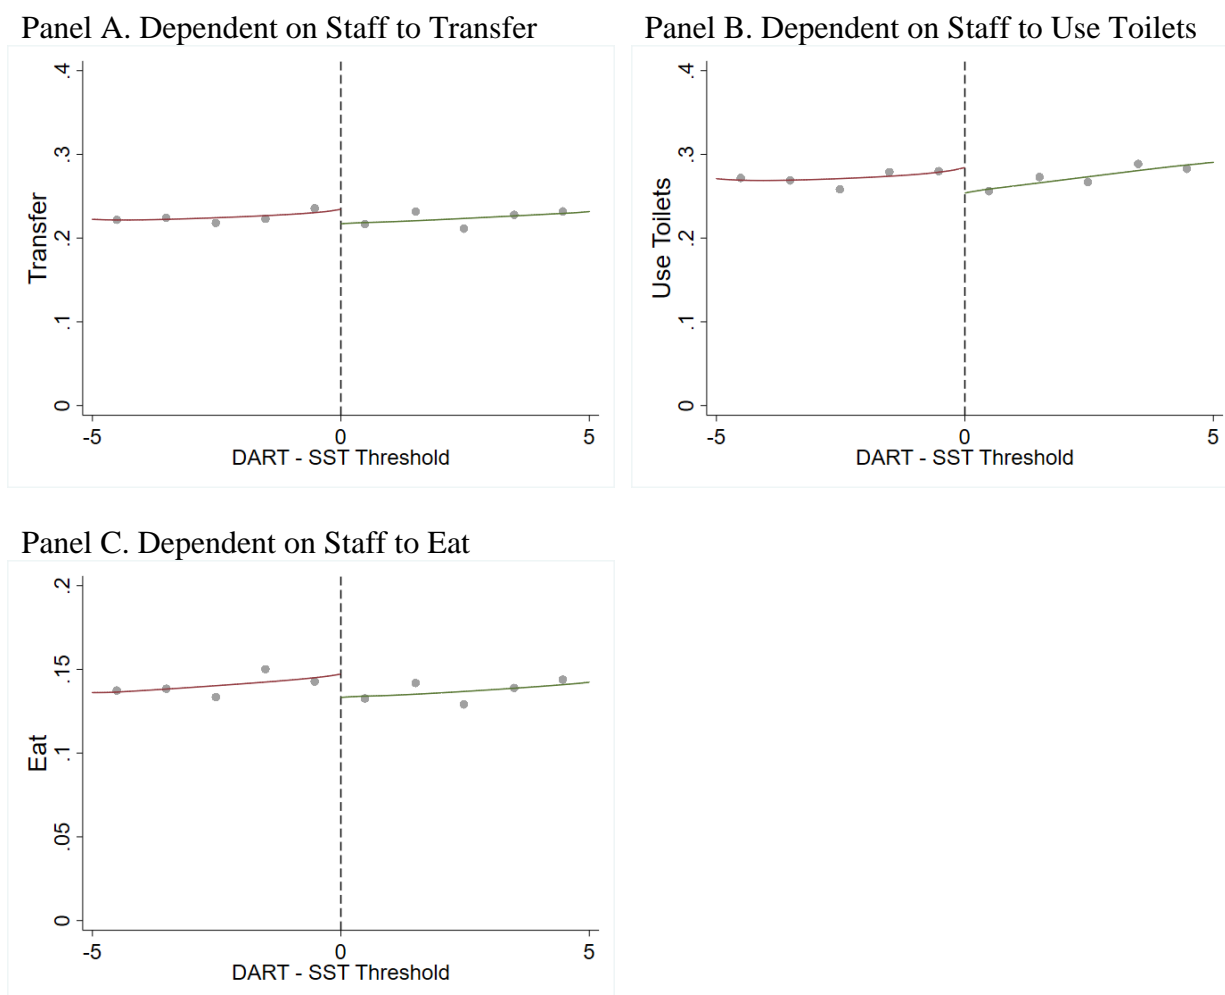 Panel A. Dependent on Staff to Transfer
.4
.3
.2
.1
0
Transfer
-5
0
5
DART - SST Threshold
Panel B. Dependent on Staff to Use Toilets
.4
.3
.2
.1
0
Use Toilets
-5
0
5
DART - SST Threshold
Panel C. Dependent on Staff to Eat
.2
.15
.1
.05
0
Eat
-5
0
5
DART - SST Threshold